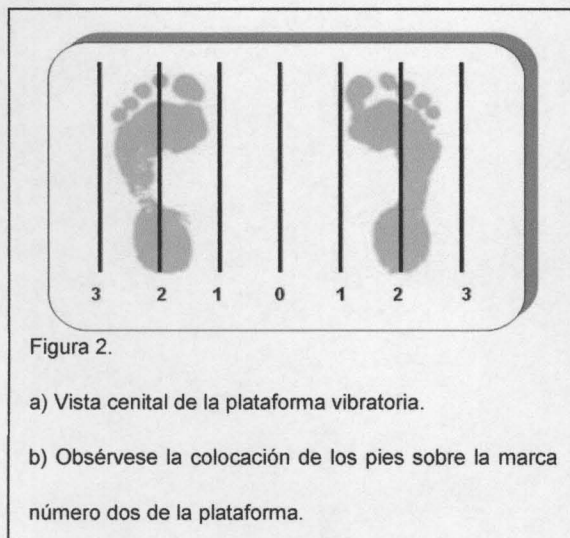 3 2 1 0 1 2 3
Figura 2.
a) Vista cenital de la plataforma vibratoria.
b) Obsérvese la colocación de los pies sobre la marca
número dos de la plataforma.